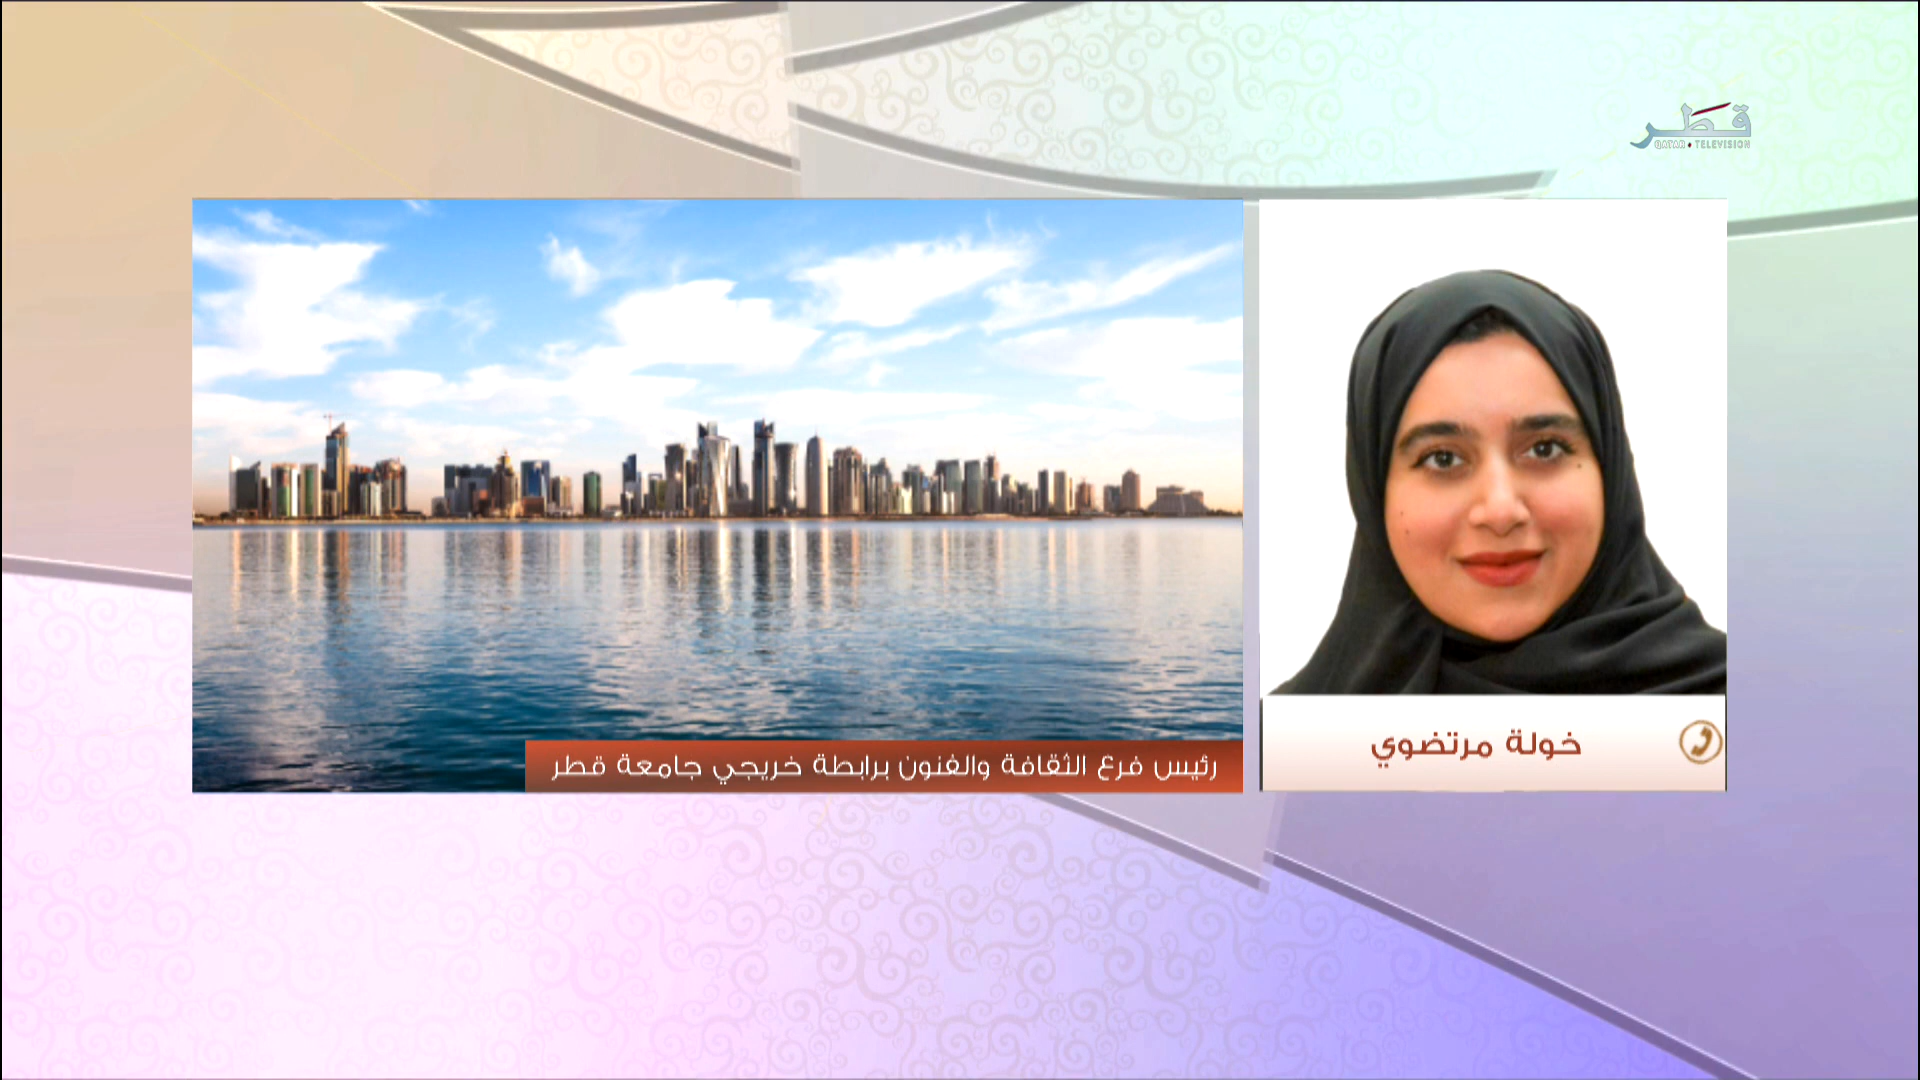 قطر
QATAR TELEVISION
خولة مرتضوي
رئيس فرع الثقافة والفنون برابطة خريجي جامعة قطر